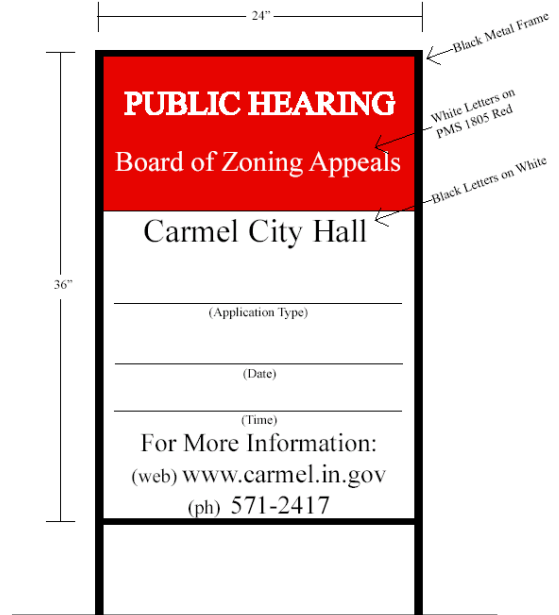 24”
Black Metal Frame
PUBLIC HEARING
White Letters on
PMS 1805 Red
Board of Zoning Appeals
Black Letters on White
Carmel City Hall
36”
(Application Type)
(Date)
(Time)
For More Information:
(web) www.carmel.in.gov
(ph) 571-2417